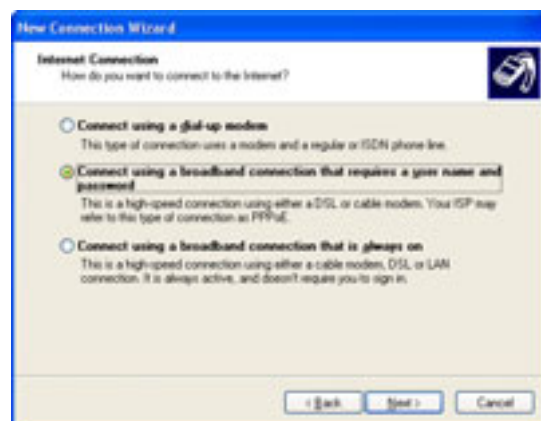 New Connection Wizard
Internet Connection
How do you want to connect to the Internet?
Connect using a dial-up modem
This type of connection uses a modem and a regular or ISDN phone line.
Connect using a broadband connection that requires a user name and
password
This is a high-speed connection using either a DSL or cable modem. Your ISP may
refer to this type of connection as PPPoE.
Connect using a broadband connection that is always on
This is a high-speed connection using either a cable modem, DSL or LAN
connection. It is always active, and doesn't require you to sign in.
< Back
Next >
Cancel